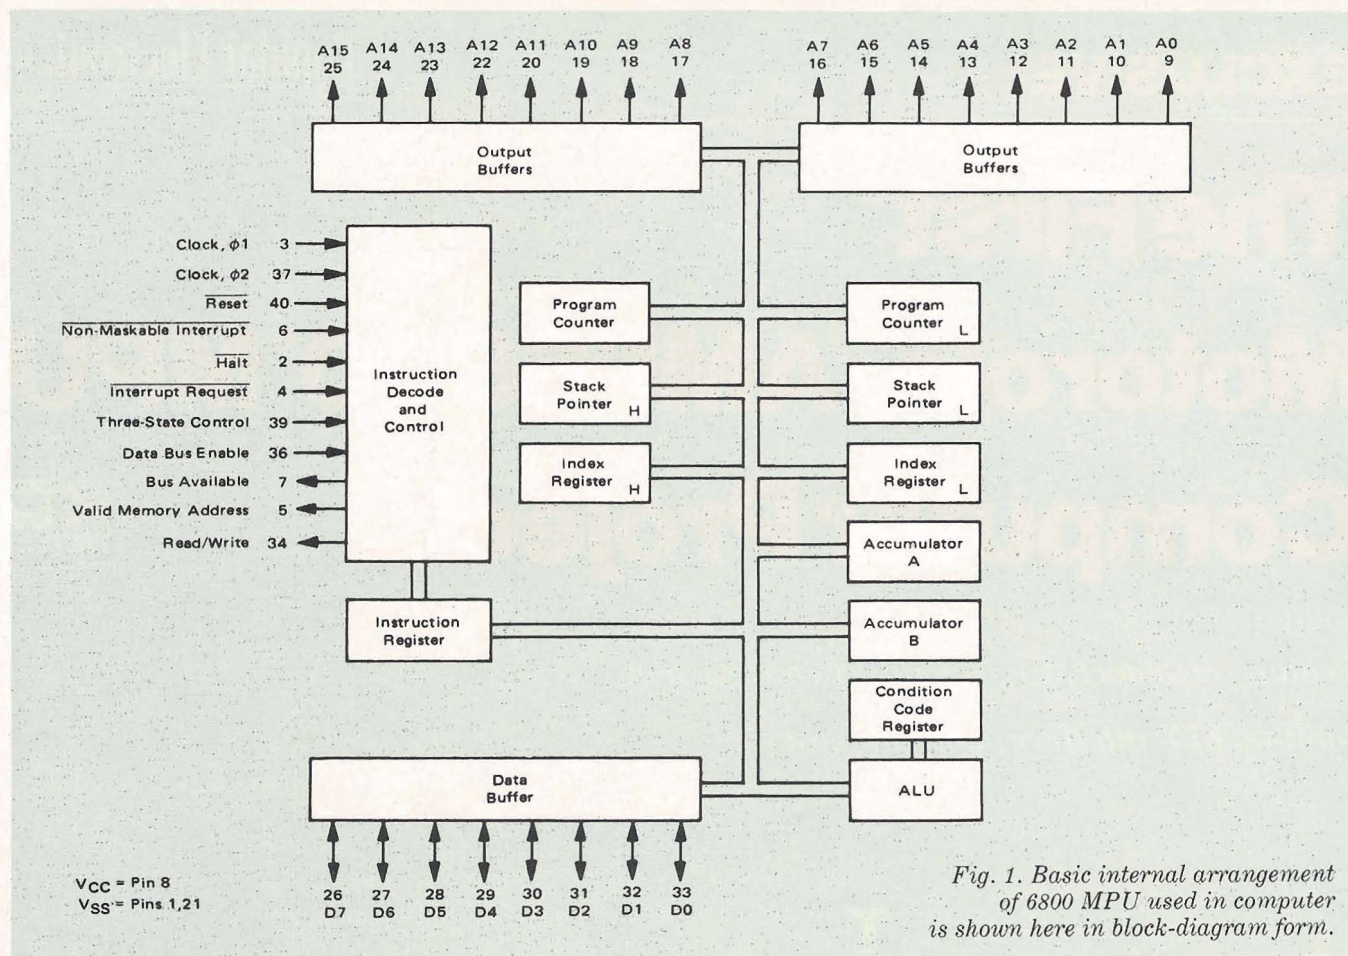 A15 A14 A13 A12 A11 A10 A9 A8 A7 A6 A5 A4 A3 A2 A1 A0
25 24 23 22 20 19 18 17 16 15 14 13 12 11 10 9
Output
Buffers
Output
Buffers
Clock, ϕ1 3
Clock, ϕ2 37
Reset 40
Non-Maskable Interrupt 6
Halt 2
Interrupt Request 4
Three-State Control 39
Data Bus Enable 36
Bus Available 7
Valid Memory Address 5
Read/Write 34
Instruction
Decode
and
Control
Instruction
Register
Program
Counter
Program
Counter L
Stack
Pointer H
Stack
Pointer L
Index
Register H
Index
Register L
Accumulator
A
Accumulator
B
Condition
Code
Register
ALU
Data
Buffer
26 27 28 29 30 31 32 33
D7 D6 D5 D4 D3 D2 D1 D0
VCC = Pin 8
VSS = Pins 1,21
Fig. 1. Basic internal arrangement
of 6800 MPU used in computer
is shown here in block-diagram form.